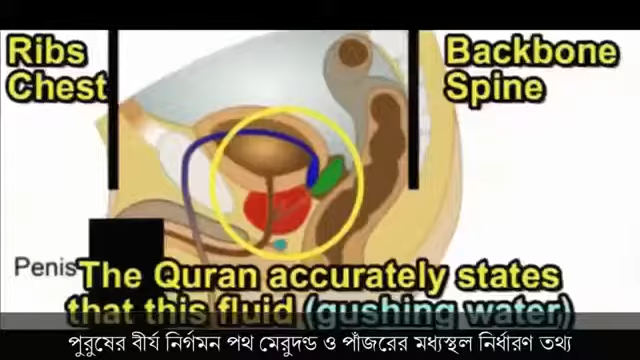 Ribs
Chest
Backbone
Spine
Penis
The Quran accurately states
that this fluid (gushing water)
পুরুষের বীর্য নির্গমন পথ মেরুদন্ড ও পাঁজরের মধ্যস্থল নির্ধারণ তথ্য